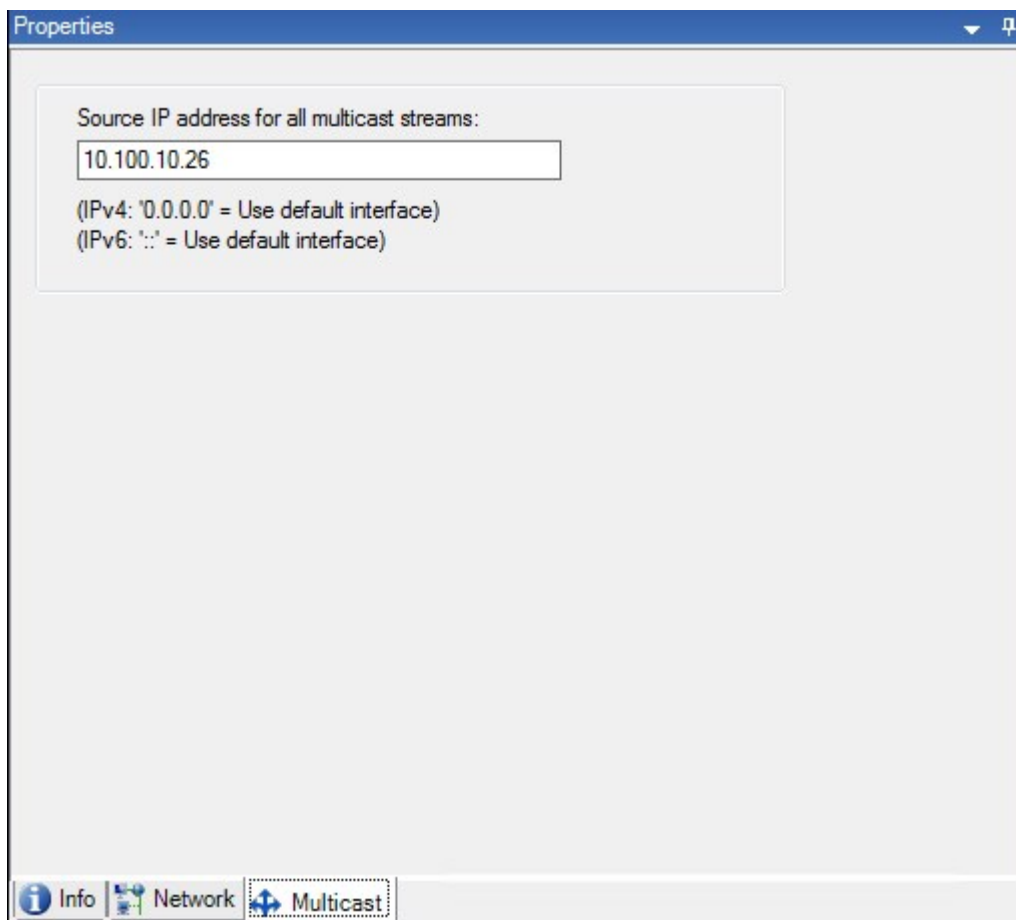 Properties
Source IP address for all multicast streams:
10.100.10.26
(IPv4: '0.0.0.0' = Use default interface)
(IPv6: '::' = Use default interface)
Info Network Multicast